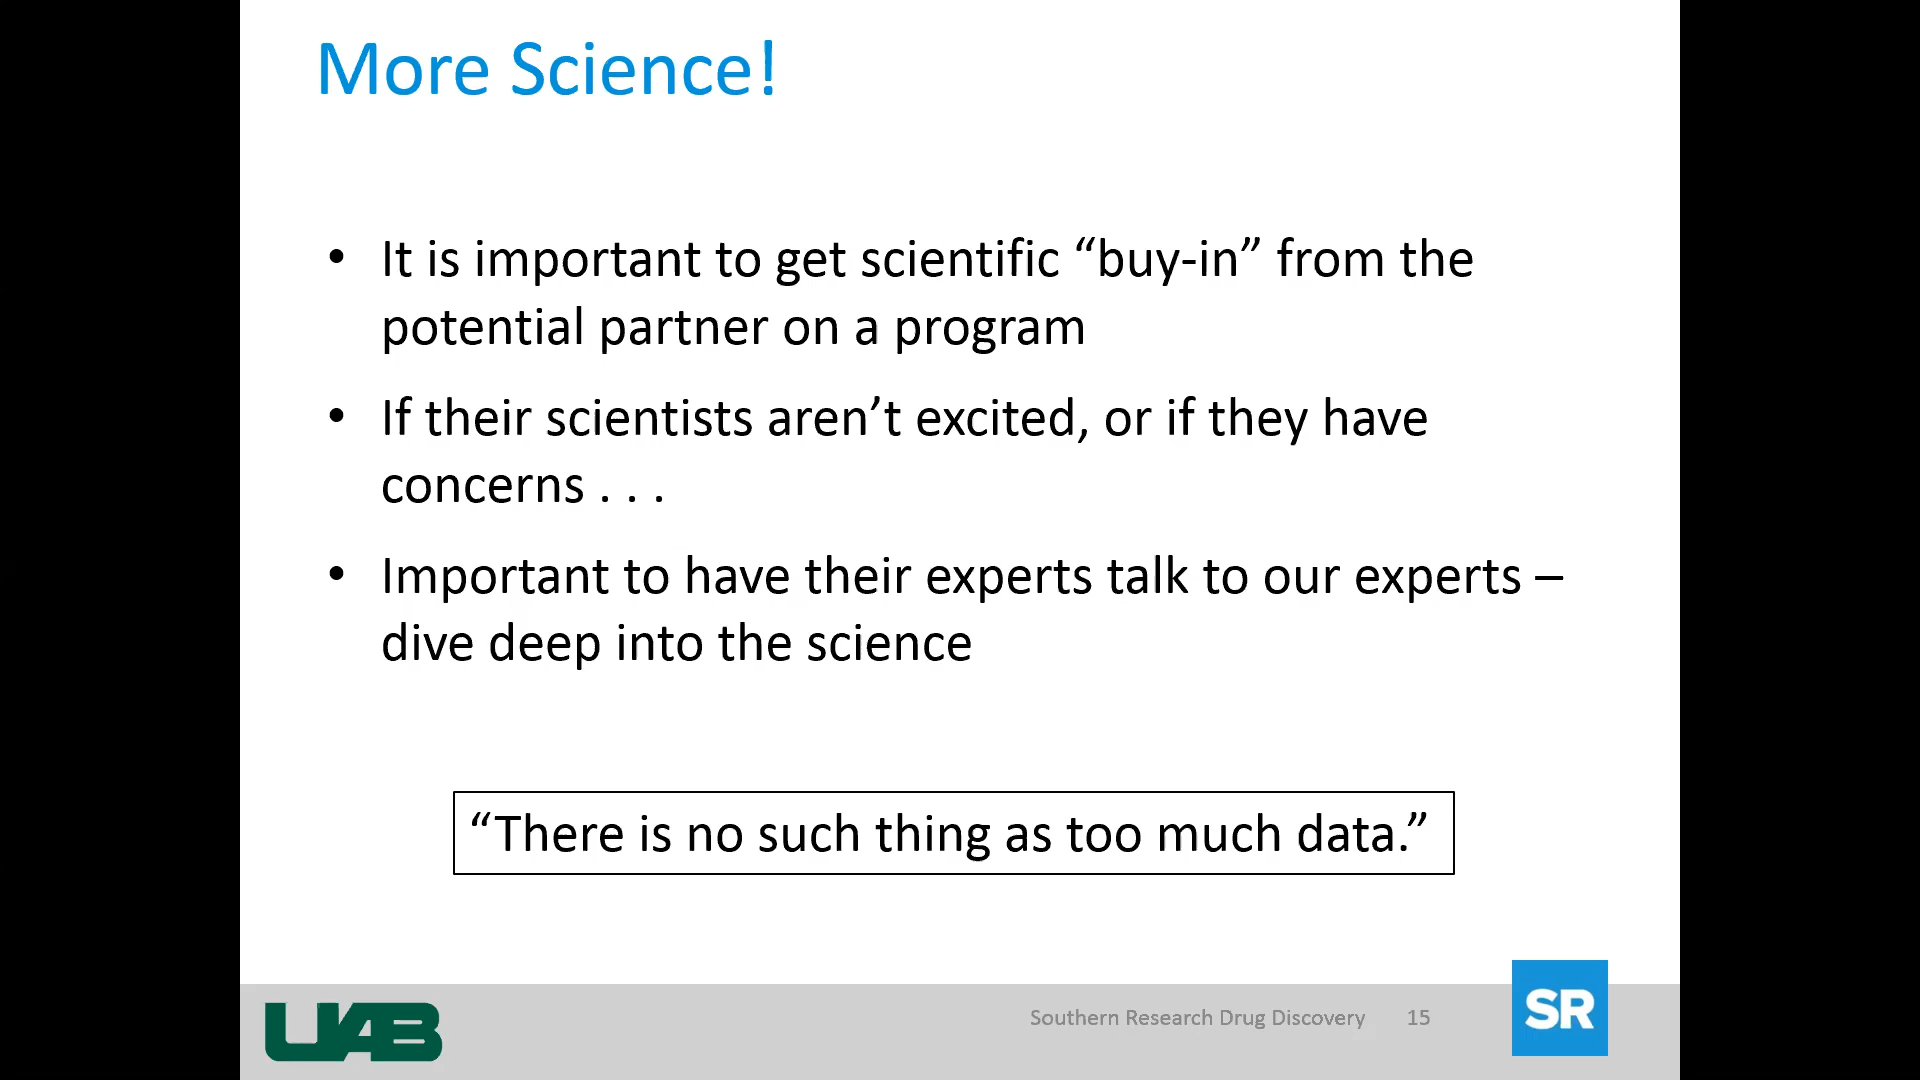 More Science!
• It is important to get scientific “buy-in” from the
potential partner on a program
• If their scientists aren’t excited, or if they have
concerns . . .
• Important to have their experts talk to our experts –
dive deep into the science
“There is no such thing as too much data.”
UAB
Southern Research Drug Discovery 15
SR